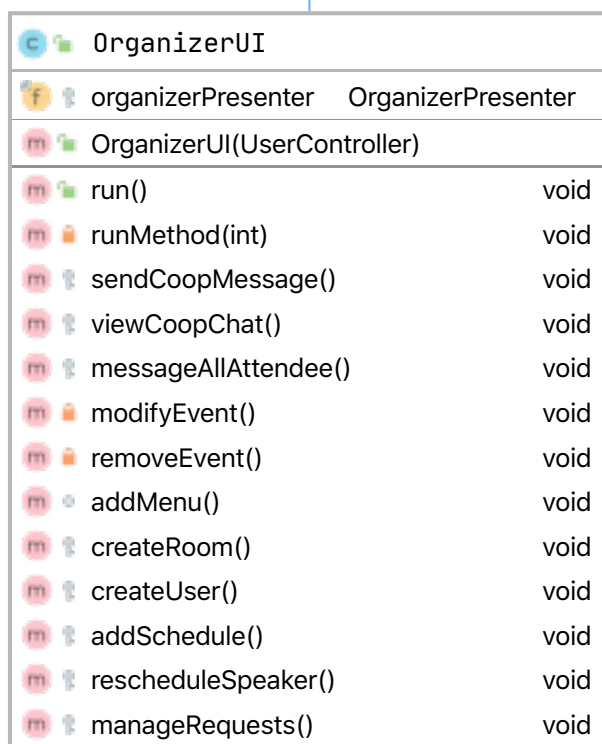 C OrganizerUI
f organizerPresenter OrganizerPresenter
m OrganizerUI(UserController)
m run() void
m runMethod(int) void
m sendCoopMessage() void
m viewCoopChat() void
m messageAllAttendee() void
m modifyEvent() void
m removeEvent() void
m addMenu() void
m createRoom() void
m createUser() void
m addSchedule() void
m rescheduleSpeaker() void
m manageRequests() void